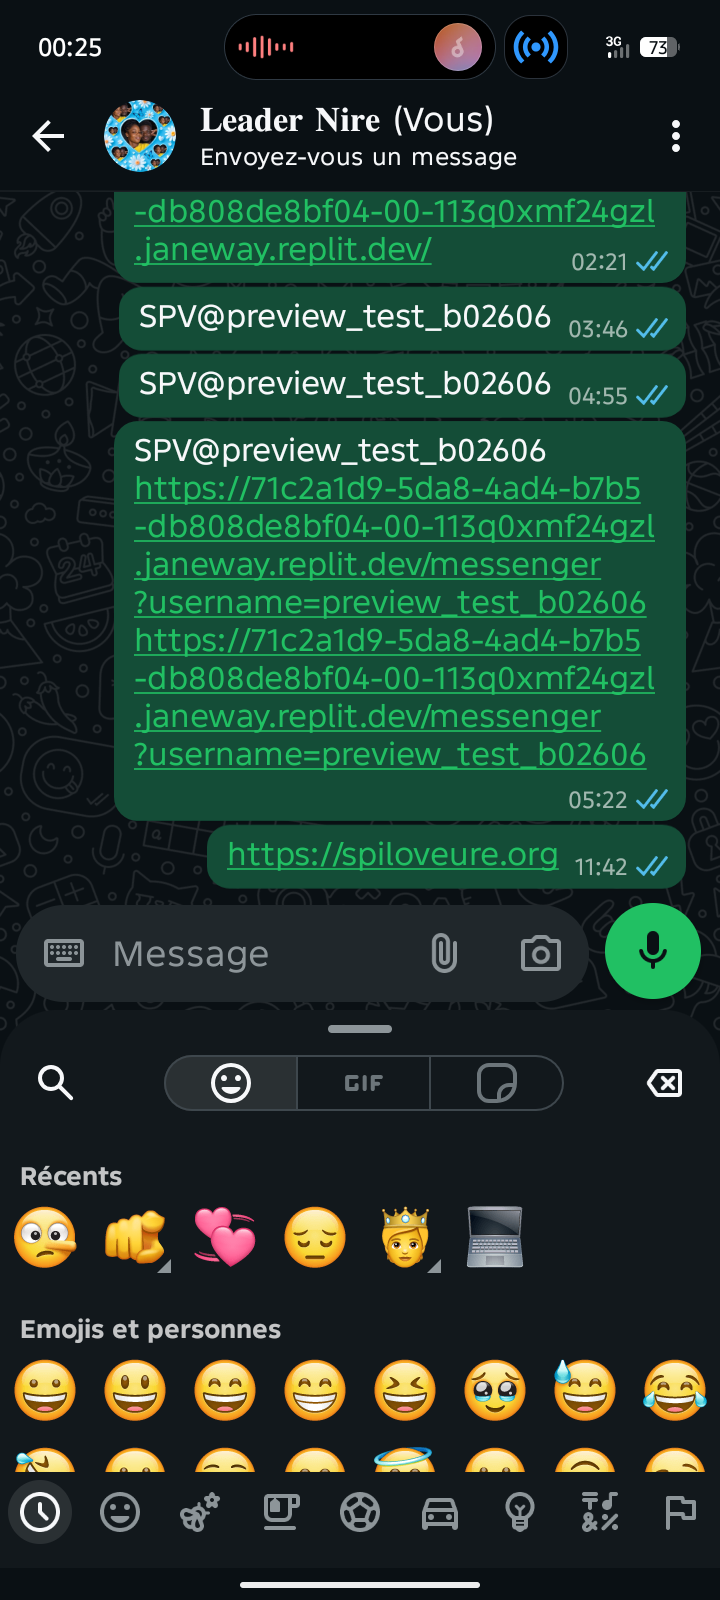 00:25
3G
73
Leader Nire (Vous)
Envoyez-vous un message
-db808de8bf04-00-113q0xmf24gzl
.janeway.replit.dev/
02:21
SPV@preview_test_b02606 03:46
SPV@preview_test_b02606 04:55
SPV@preview_test_b02606
https://71c2a1d9-5da8-4ad4-b7b5
-db808de8bf04-00-113q0xmf24gzl
.janeway.replit.dev/messenger
?username=preview_test_b02606
https://71c2a1d9-5da8-4ad4-b7b5
-db808de8bf04-00-113q0xmf24gzl
.janeway.replit.dev/messenger
?username=preview_test_b02606
05:22
https://spiloveure.org 11:42
Message
GIF
Récents
Emojis et personnes